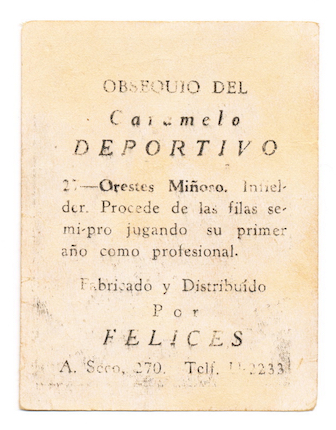 OBSEQUIO DEL
Caramelo
DEPORTIVO
27—Orestes Miñoso. Infiel-
der. Procede de las filas se-
mi-pro jugando su primer
año como profesional.
Fabricado y Distribuído
Por
FELICES
A. Seco, 270. Telf.